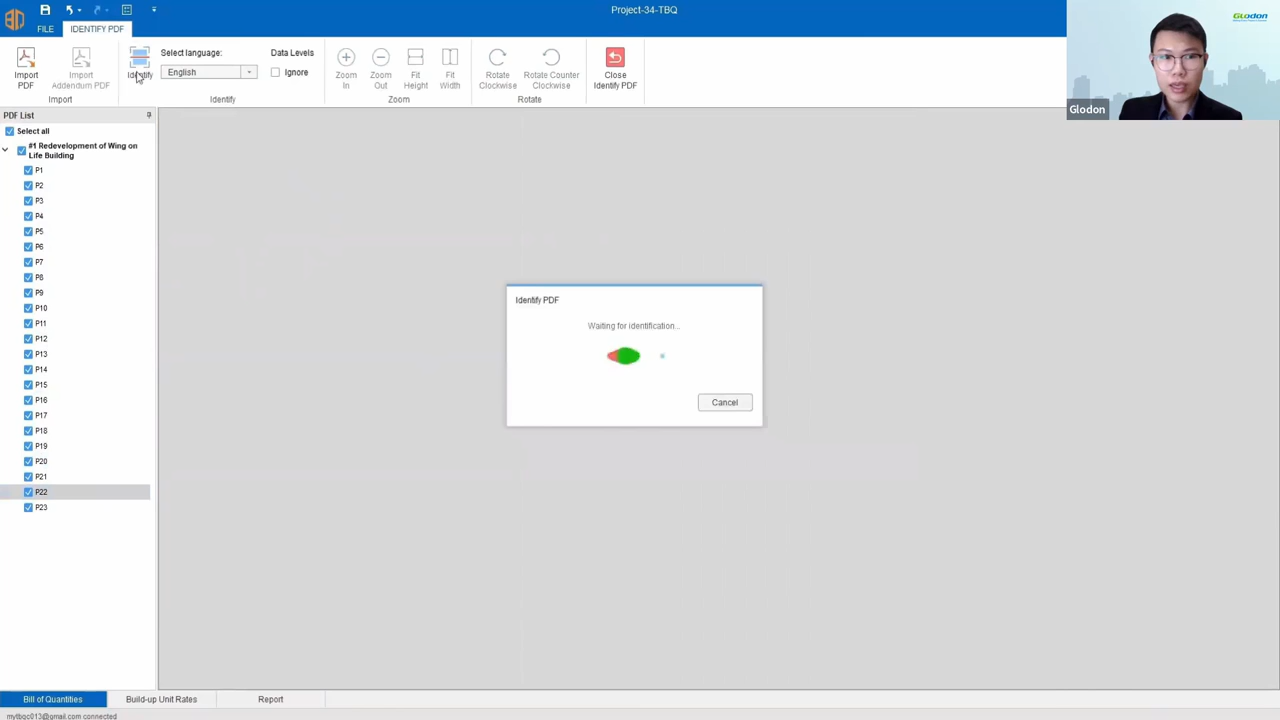 Project-34-TBQ
FILE
IDENTIFY PDF
Import PDF
Import Addendum PDF
Import
Identify
Select language:
English
Data Levels
Ignore
Identify
Zoom In
Zoom Out
Fit Height
Fit Width
Zoom
Rotate Clockwise
Rotate Counter Clockwise
Rotate
Close Identify PDF
GLodon
Glodon
PDF List
Select all
#1 Redevelopment of Wing on
Life Building
P1
P2
P3
P4
P5
P6
P7
P8
P9
P10
P11
P12
P13
P14
P15
P16
P17
P18
P19
P20
P21
P22
P23
Identify PDF
Waiting for identification...
Cancel
Bill of Quantities
Build-up Unit Rates
Report
mytbqc013@gmail.com connected